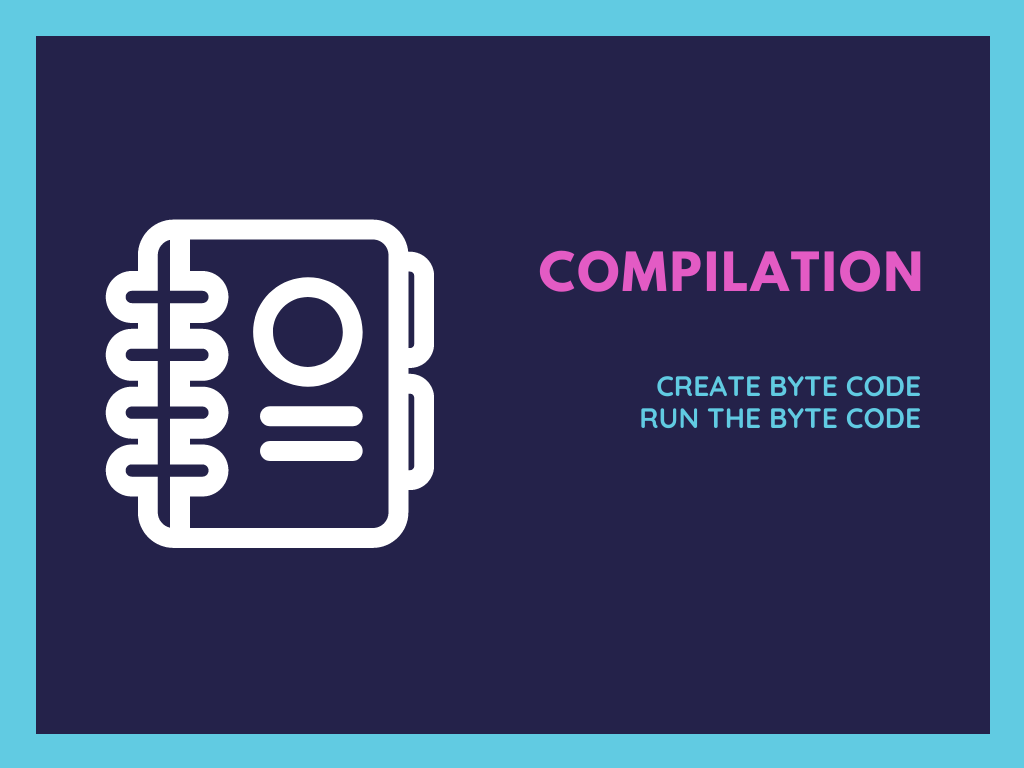 COMPILATION
CREATE BYTE CODE
RUN THE BYTE CODE